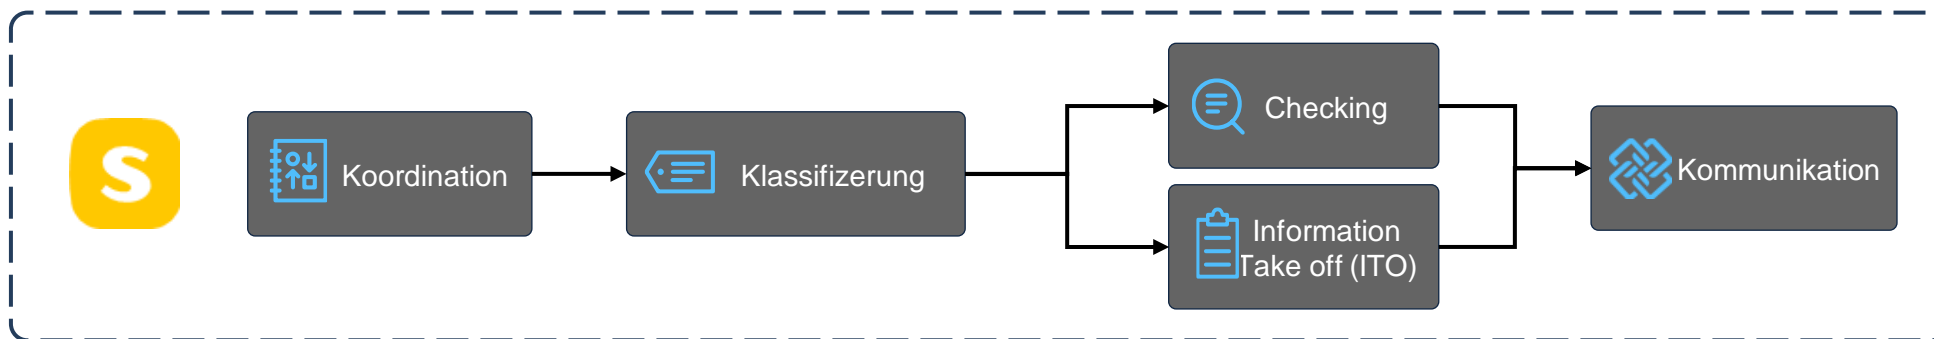 S
Koordination
Klassifizerung
Checking
Information
Take off (ITO)
Kommunikation